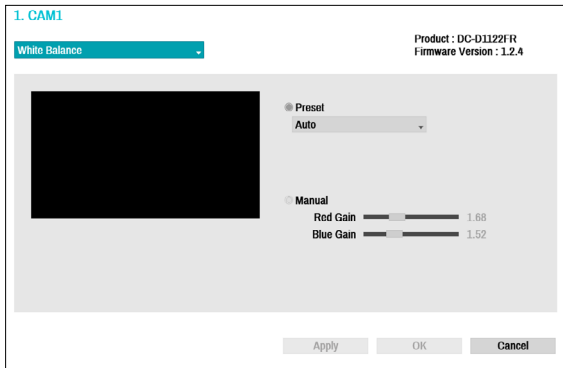 1. CAM1
White Balance
Product : DC-D1122FR
Firmware Version : 1.2.4
Preset
Auto
Manual
Red Gain 1.68
Blue Gain 1.52
Apply OK Cancel